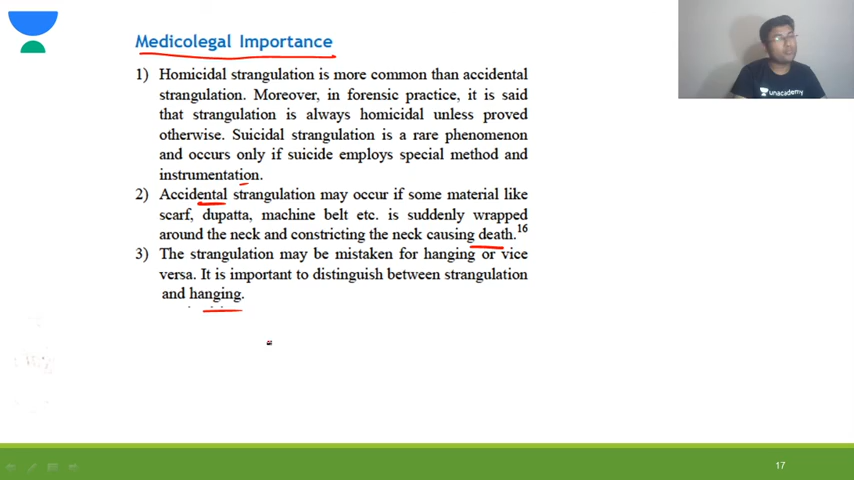 Medicolegal Importance
unacademy
1) Homicidal strangulation is more common than accidental
strangulation. Moreover, in forensic practice, it is said
that strangulation is always homicidal unless proved
otherwise. Suicidal strangulation is a rare phenomenon
and occurs only if suicide employs special method and
instrumentation.
2) Accidental strangulation may occur if some material like
scarf, dupatta, machine belt etc. is suddenly wrapped
around the neck and constricting the neck causing death.16
3) The strangulation may be mistaken for hanging or vice
versa. It is important to distinguish between strangulation
and hanging.
17